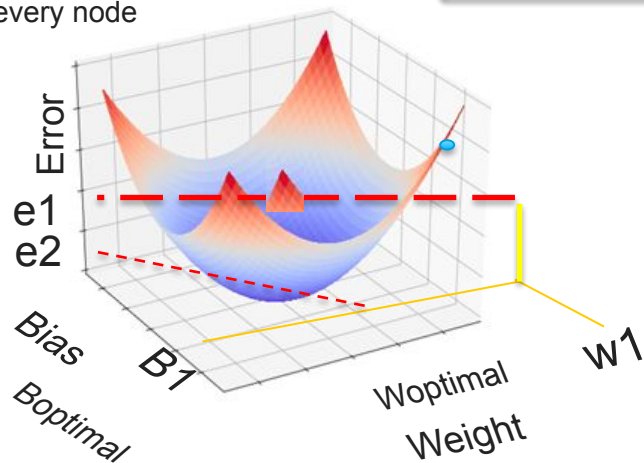 every node
Error
e1
e2
Bias
B1
Boptimal
Woptimal
Weight
w1